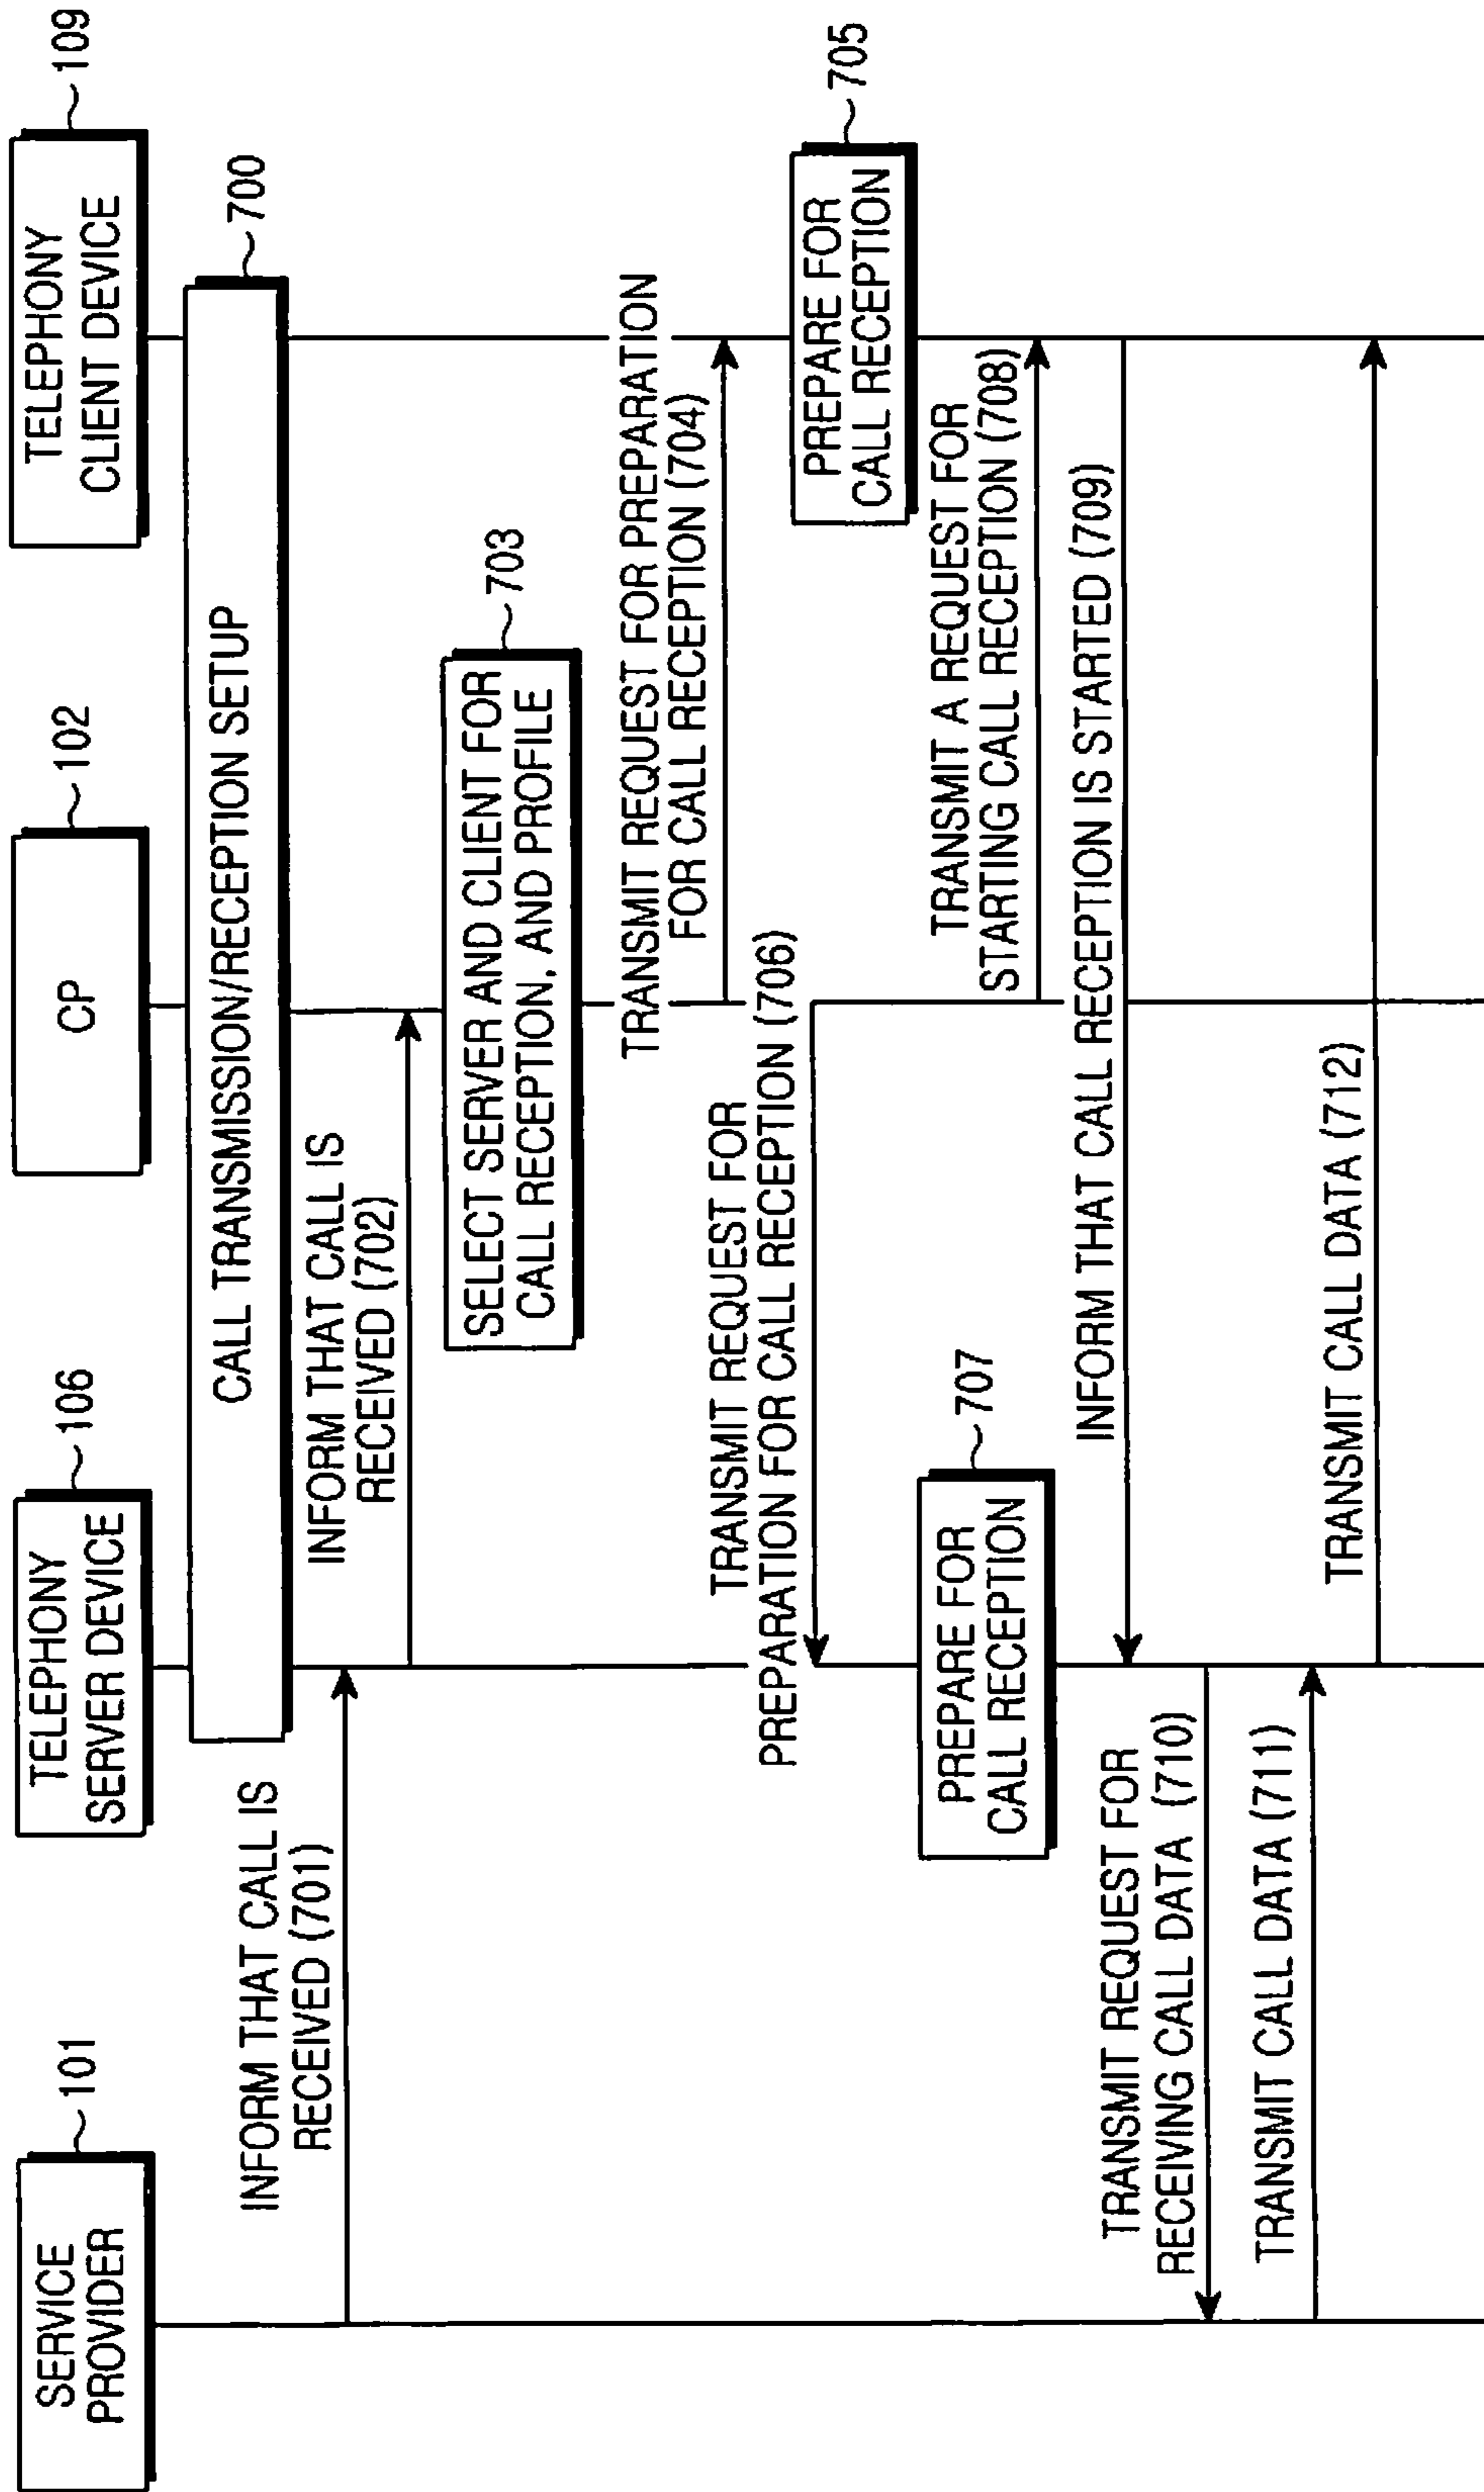 SERVICE
PROVIDER
101
TELEPHONY
SERVER DEVICE
106
CP
102
TELEPHONY
CLIENT DEVICE
109
CALL TRANSMISSION/RECEPTION SETUP
700
INFORM THAT CALL IS
RECEIVED (701)
INFORM THAT CALL IS
RECEIVED (702)
SELECT SERVER AND CLIENT FOR
CALL RECEPTION, AND PROFILE
703
TRANSMIT REQUEST FOR PREPARATION
FOR CALL RECEPTION (704)
PREPARE FOR
CALL RECEPTION
705
TRANSMIT REQUEST FOR
PREPARATION FOR CALL RECEPTION (706)
PREPARE FOR
CALL RECEPTION
707
TRANSMIT A REQUEST FOR
STARTING CALL RECEPTION (708)
INFORM THAT CALL RECEPTION IS STARTED (709)
TRANSMIT REQUEST FOR
RECEIVING CALL DATA (710)
TRANSMIT CALL DATA (711)
TRANSMIT CALL DATA (712)